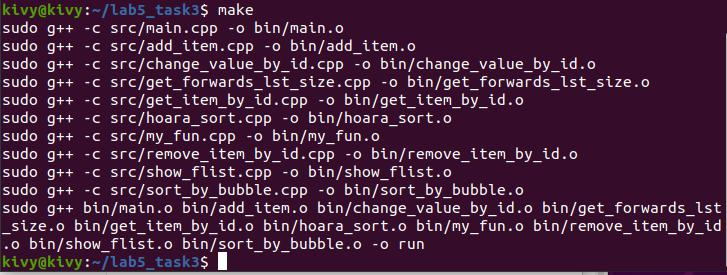 kivy@kivy:~/lab5_task3$ make
sudo g++ -c src/main.cpp -o bin/main.o
sudo g++ -c src/add_item.cpp -o bin/add_item.o
sudo g++ -c src/change_value_by_id.cpp -o bin/change_value_by_id.o
sudo g++ -c src/get_forwards_lst_size.cpp -o bin/get_forwards_lst_size.o
sudo g++ -c src/get_item_by_id.cpp -o bin/get_item_by_id.o
sudo g++ -c src/hoara_sort.cpp -o bin/hoara_sort.o
sudo g++ -c src/my_fun.cpp -o bin/my_fun.o
sudo g++ -c src/remove_item_by_id.cpp -o bin/remove_item_by_id.o
sudo g++ -c src/show_flist.cpp -o bin/show_flist.o
sudo g++ -c src/sort_by_bubble.cpp -o bin/sort_by_bubble.o
sudo g++ bin/main.o bin/add_item.o bin/change_value_by_id.o bin/get_forwards_lst
_size.o bin/get_item_by_id.o bin/hoara_sort.o bin/my_fun.o bin/remove_item_by_id
.o bin/show_flist.o bin/sort_by_bubble.o -o run
kivy@kivy:~/lab5_task3$